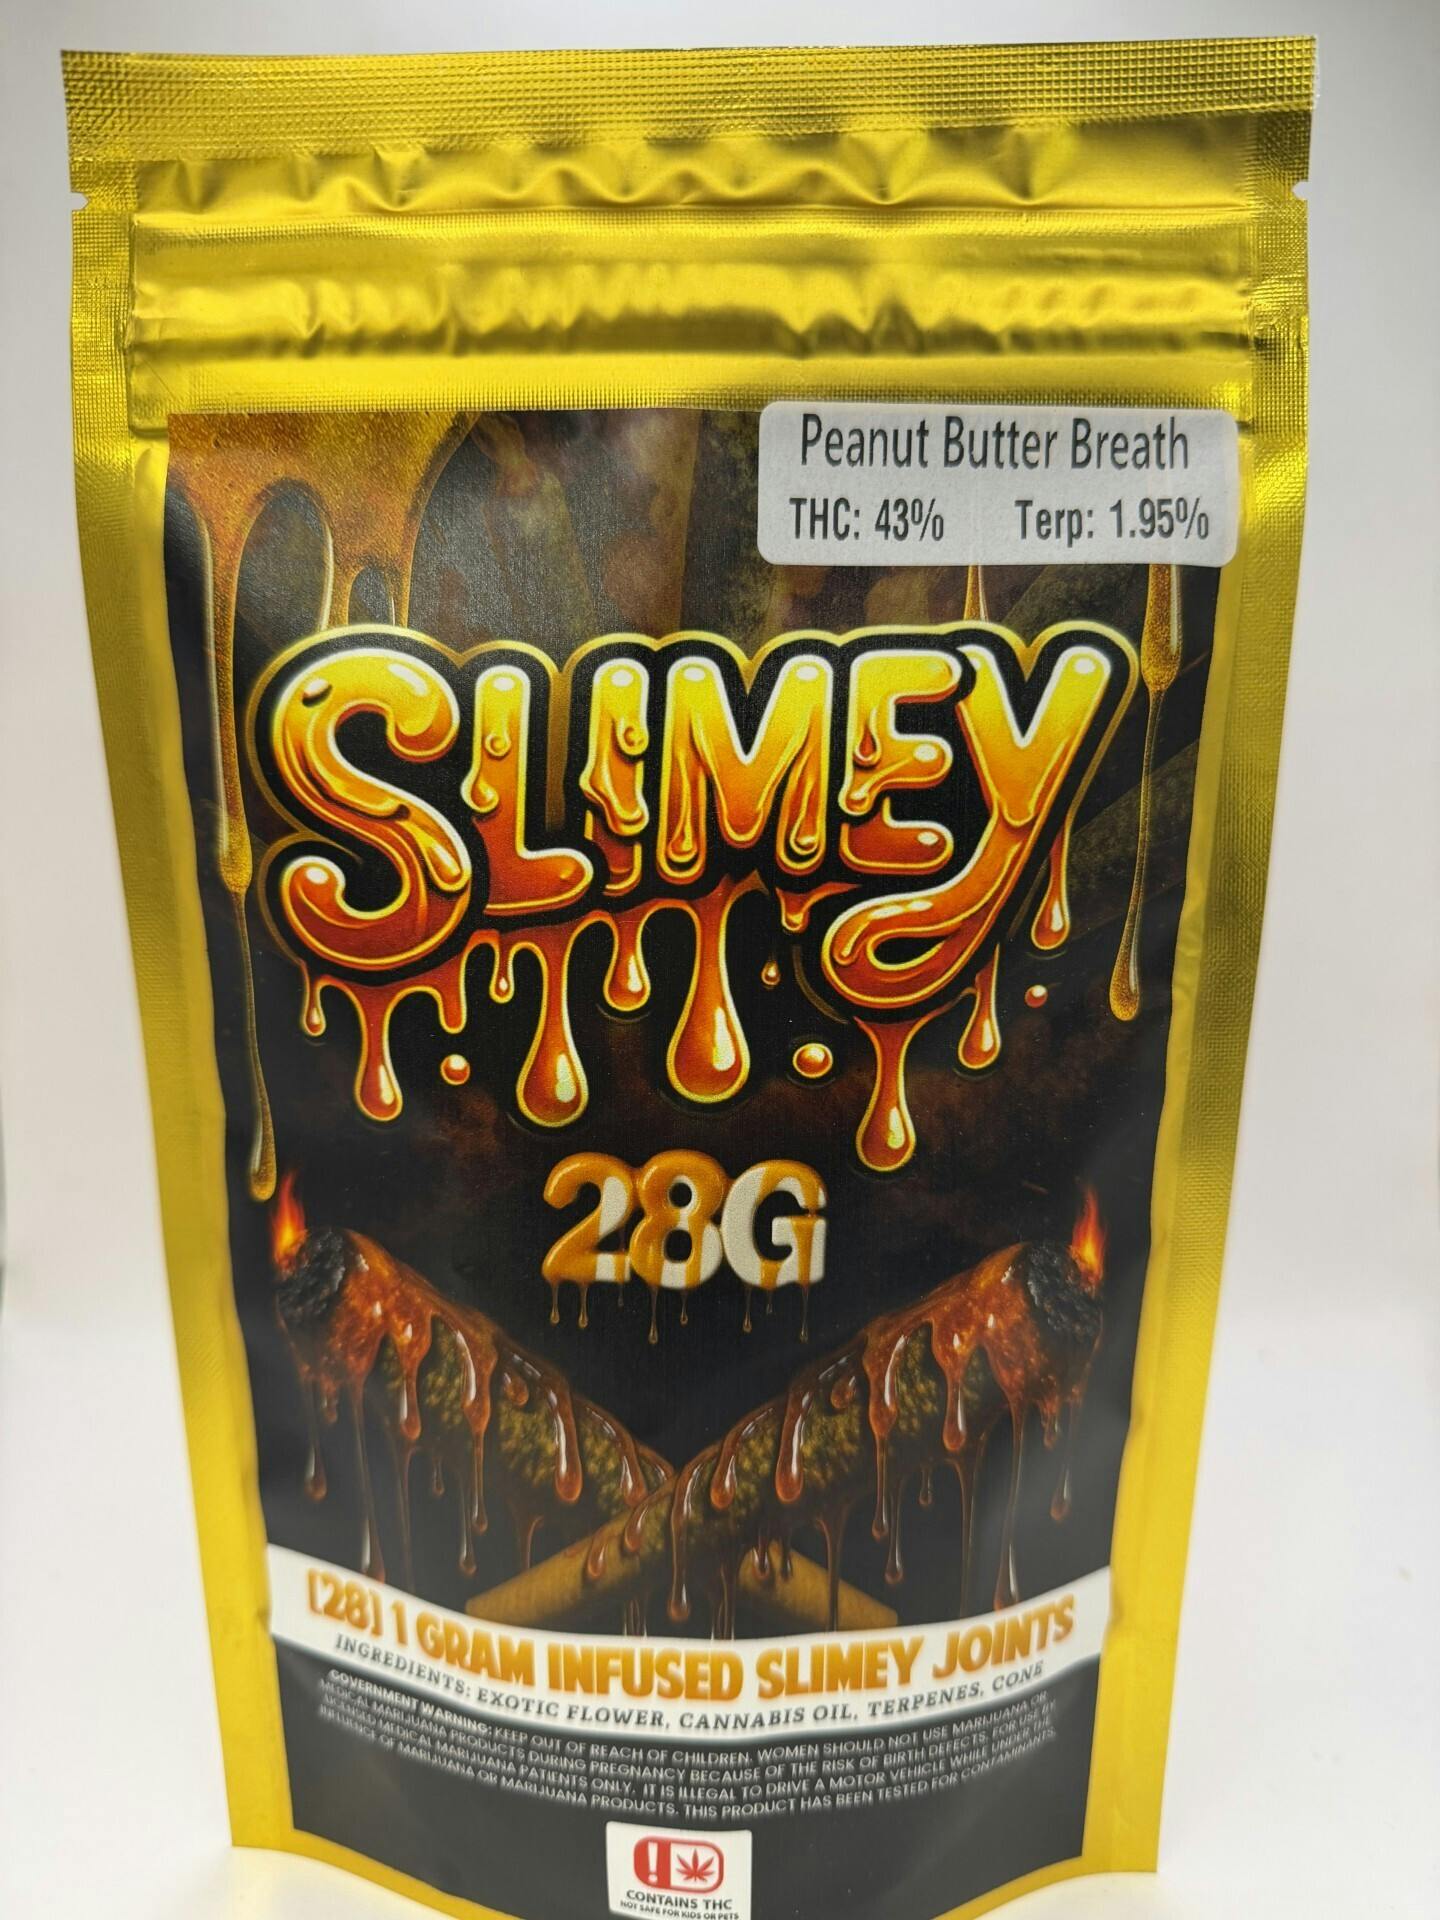 Peanut Butter Breath
THC: 43% Terp: 1.95%
SLIMEY
28G
[28] 1 GRAM INFUSED SLIMEY JOINTS
INGREDIENTS: EXOTIC FLOWER, CANNABIS OIL, TERPENES, CONE
GOVERNMENT WARNING: KEEP OUT OF REACH OF CHILDREN. WOMEN SHOULD NOT USE MARIJUANA OR
MEDICAL MARIJUANA PRODUCTS DURING PREGNANCY BECAUSE OF THE RISK OF BIRTH DEFECTS. FOR USE BY
LICENSED MEDICAL MARIJUANA PATIENTS ONLY. IT IS ILLEGAL TO DRIVE A MOTOR VEHICLE WHILE UNDER THE
INFLUENCE OF MARIJUANA OR MARIJUANA PRODUCTS. THIS PRODUCT HAS BEEN TESTED FOR CONTAMINANTS.
!
CONTAINS THC
NOT SAFE FOR KIDS OR PETS